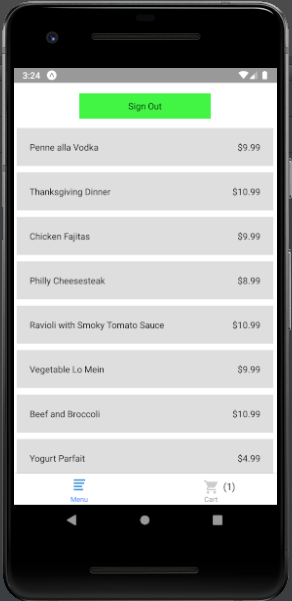 3:24
Sign Out
Penne alla Vodka $9.99
Thanksgiving Dinner $10.99
Chicken Fajitas $9.99
Philly Cheesesteak $8.99
Ravioli with Smoky Tomato Sauce $10.99
Vegetable Lo Mein $9.99
Beef and Broccoli $10.99
Yogurt Parfait $4.99
(1)
Menu Cart